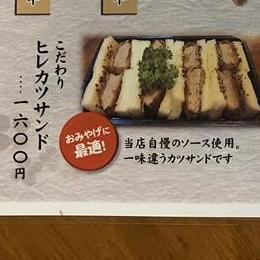 こだわり
ヒレカツサンド
‥‥一六〇〇円
おみやげに
最適!
当店自慢のソース使用。
一味違うカツサンドです